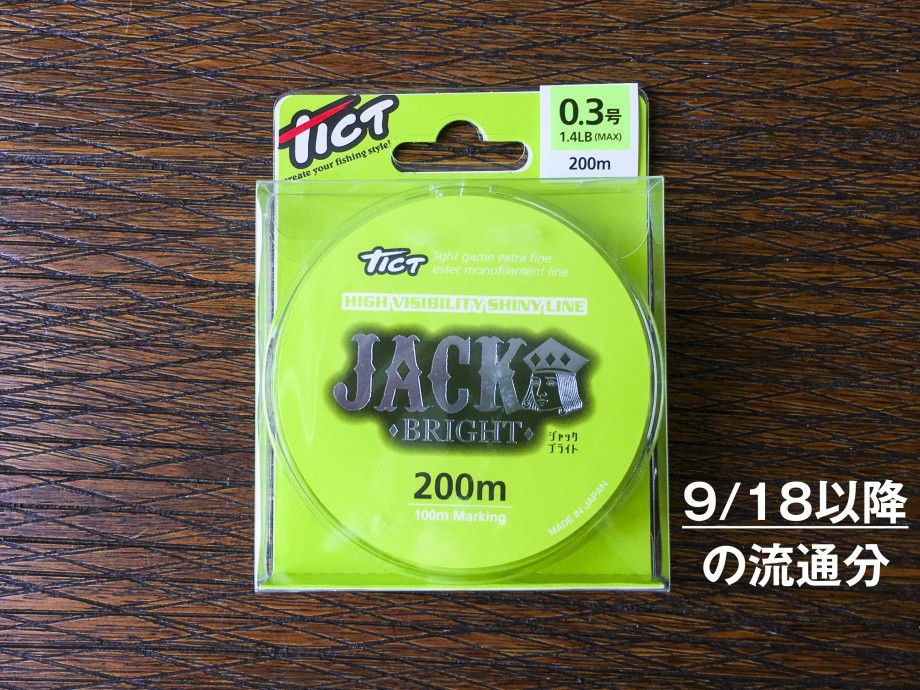 TICT
create your fishing style!
0.3号
1.4LB (MAX)
200m
TICT
light game extra fine
ester monofilament line
HIGH VISIBILITY SHINY LINE
JACK
BRIGHT
ジャック
ブライト
200m
100m Marking
MADE IN JAPAN
9/18以降
の流通分